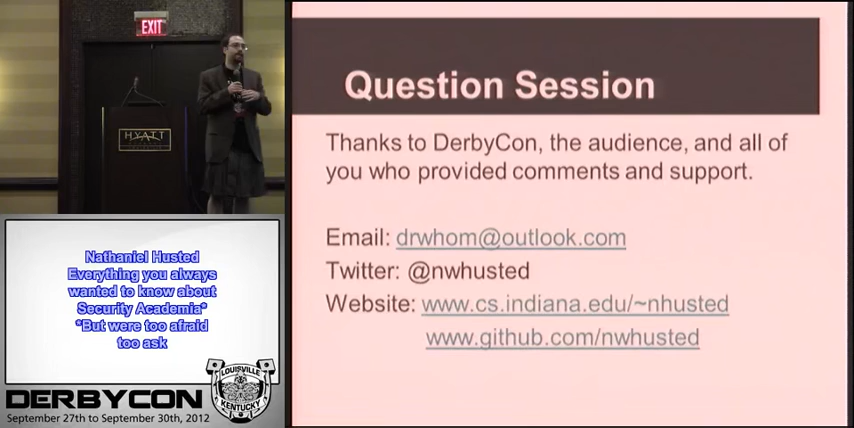 EXIT
HYATT
Nathaniel Husted
Everything you always
wanted to know about
Security Academia*
*But were too afraid
too ask
LOUISVILLE
KENTUCKY
DERBYCON
September 27th to September 30th, 2012
Question Session
Thanks to DerbyCon, the audience, and all of
you who provided comments and support.
Email: drwhom@outlook.com
Twitter: @nwhusted
Website: www.cs.indiana.edu/~nhusted
www.github.com/nwhusted